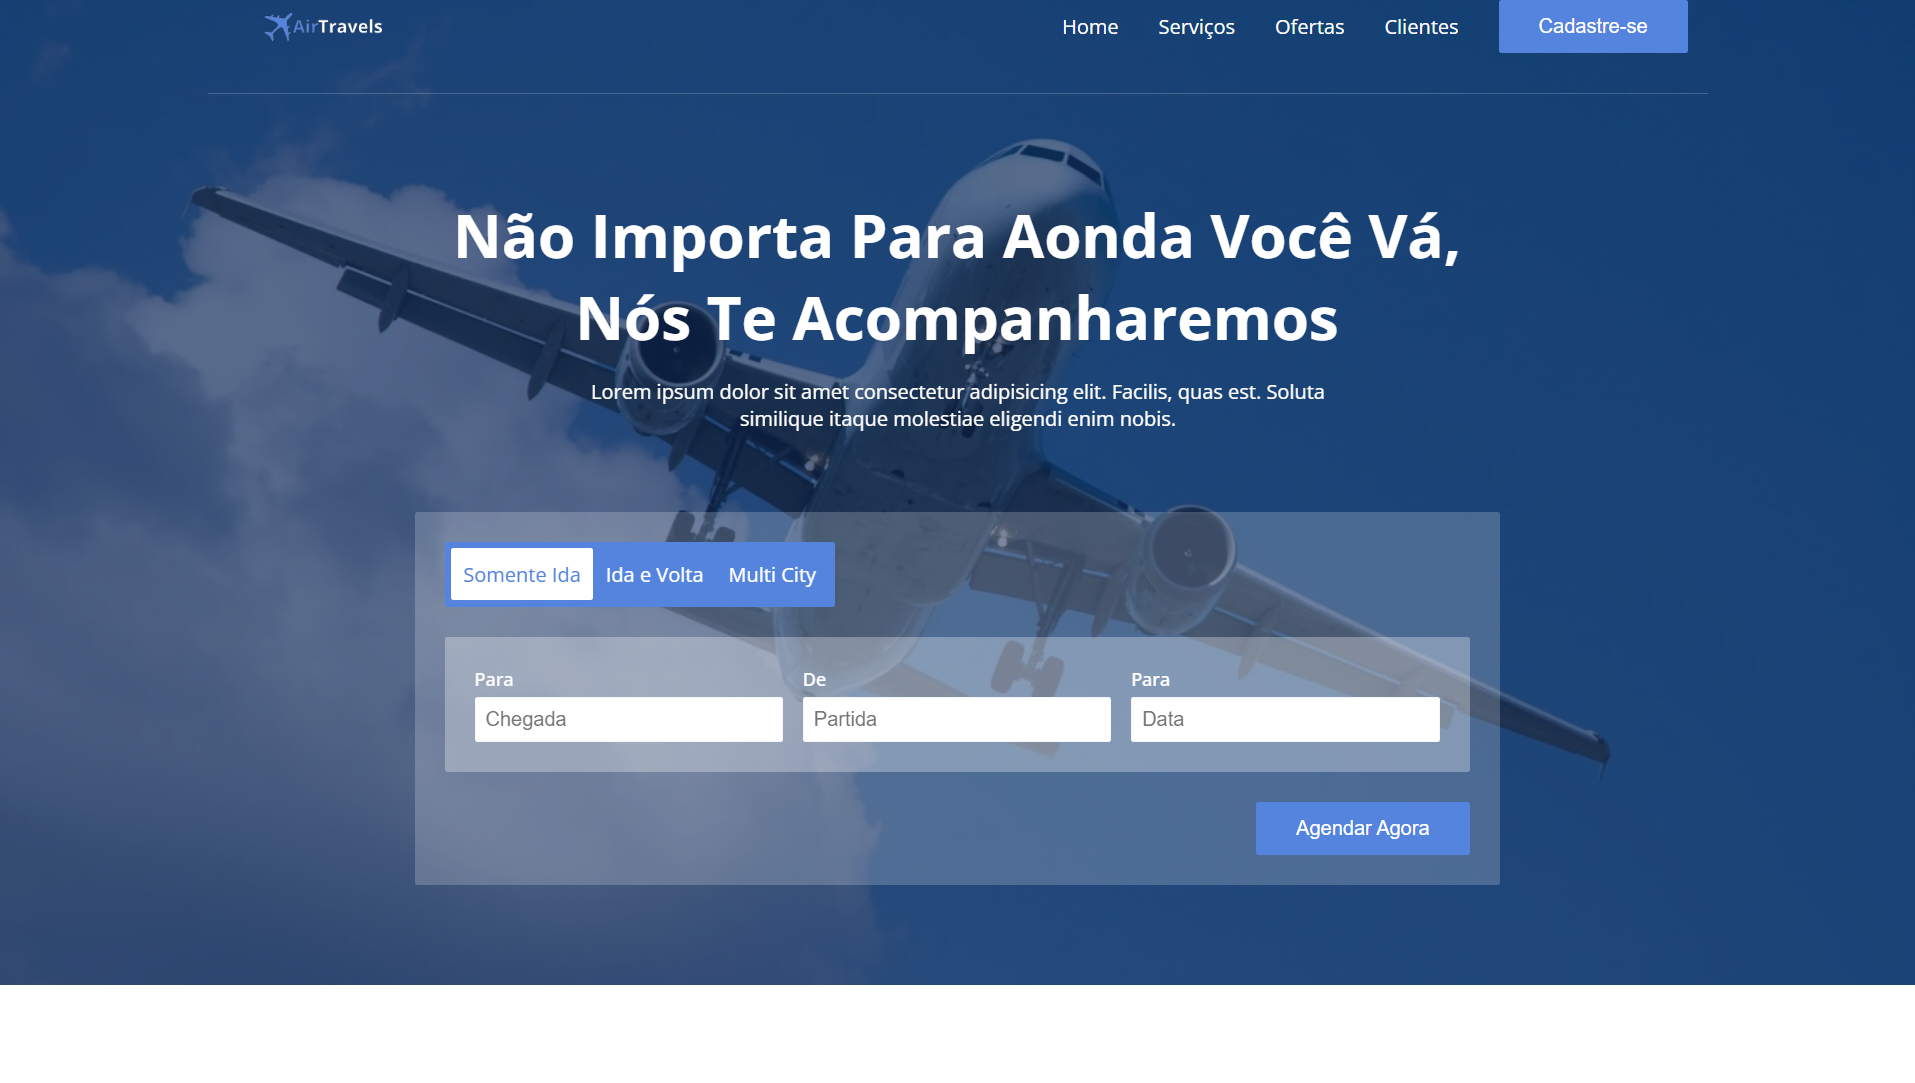 AirTravels
Home
Serviços
Ofertas
Clientes
Cadastre-se
Não Importa Para Aonda Você Vá,
Nós Te Acompanharemos
Lorem ipsum dolor sit amet consectetur adipisicing elit. Facilis, quas est. Soluta
similique itaque molestiae eligendi enim nobis.
Somente Ida
Ida e Volta
Multi City
Para
De
Para
Chegada
Partida
Data
Agendar Agora